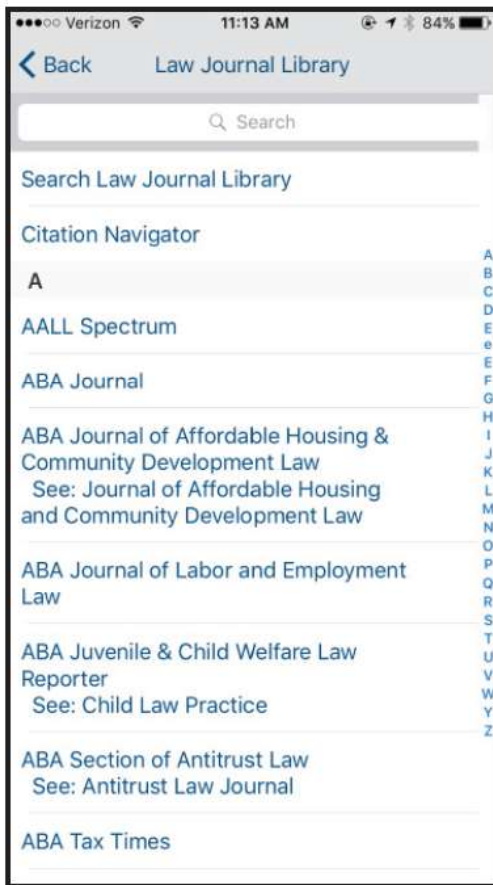 Verizon 11:13 AM 84%
Back Law Journal Library
Search
Search Law Journal Library
Citation Navigator
A
AALL Spectrum
ABA Journal
ABA Journal of Affordable Housing &
Community Development Law
See: Journal of Affordable Housing
and Community Development Law
ABA Journal of Labor and Employment
Law
ABA Juvenile & Child Welfare Law
Reporter
See: Child Law Practice
ABA Section of Antitrust Law
See: Antitrust Law Journal
ABA Tax Times
A
B
C
D
E
e
E
F
G
H
I
J
K
L
M
N
O
P
Q
R
S
T
U
V
W
Y
Z